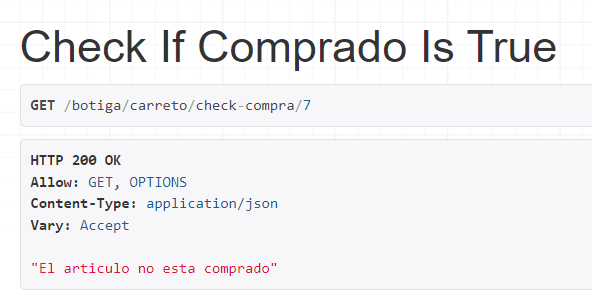 Check If Comprado Is True
GET /botiga/carreto/check-compra/7
HTTP 200 OK
Allow: GET, OPTIONS
Content-Type: application/json
Vary: Accept
"El articulo no esta comprado"